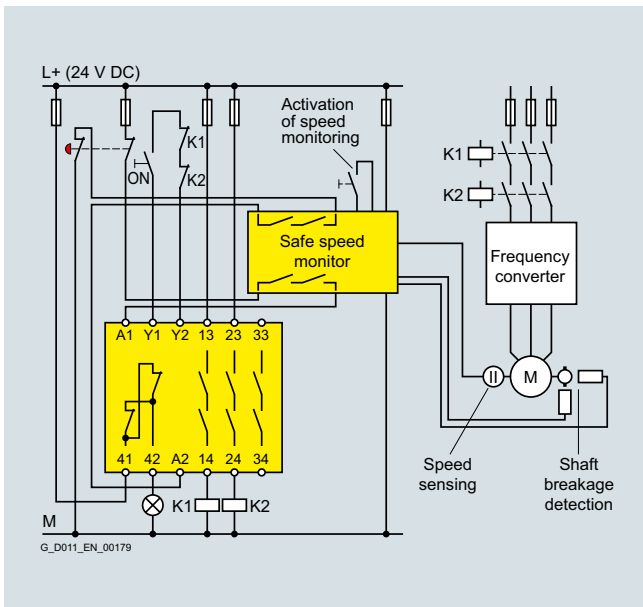 L+ (24 V DC)
Activation
of speed
monitoring
K1
K2
ON
K1
K2
Safe speed
monitor
Frequency
converter
A1 Y1 Y2 13 23 33
M
41 42 A2 14 24 34
K1 K2
Speed
sensing
Shaft
breakage
detection
M
G_D011_EN_00179